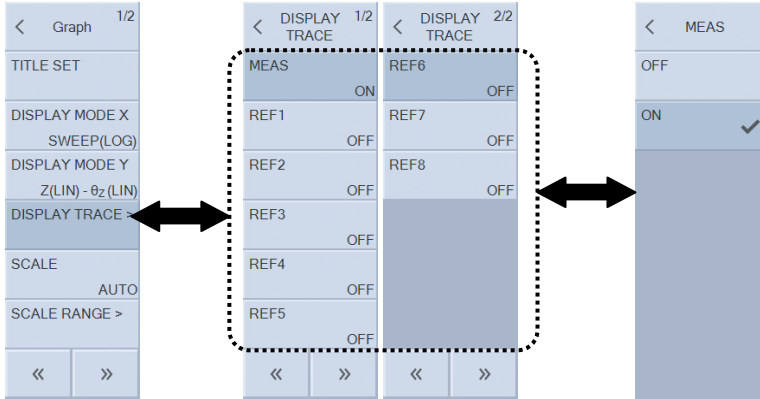 < Graph 1/2
TITLE SET
DISPLAY MODE X
SWEEP(LOG)
DISPLAY MODE Y
Z(LIN) - θz (LIN)
DISPLAY TRACE >
SCALE
AUTO
SCALE RANGE >
« »
< DISPLAY 1/2
TRACE
MEAS
ON
REF1
OFF
REF2
OFF
REF3
OFF
REF4
OFF
REF5
OFF
« »
< DISPLAY 2/2
TRACE
REF6
OFF
REF7
OFF
REF8
OFF
« »
< MEAS
OFF
ON